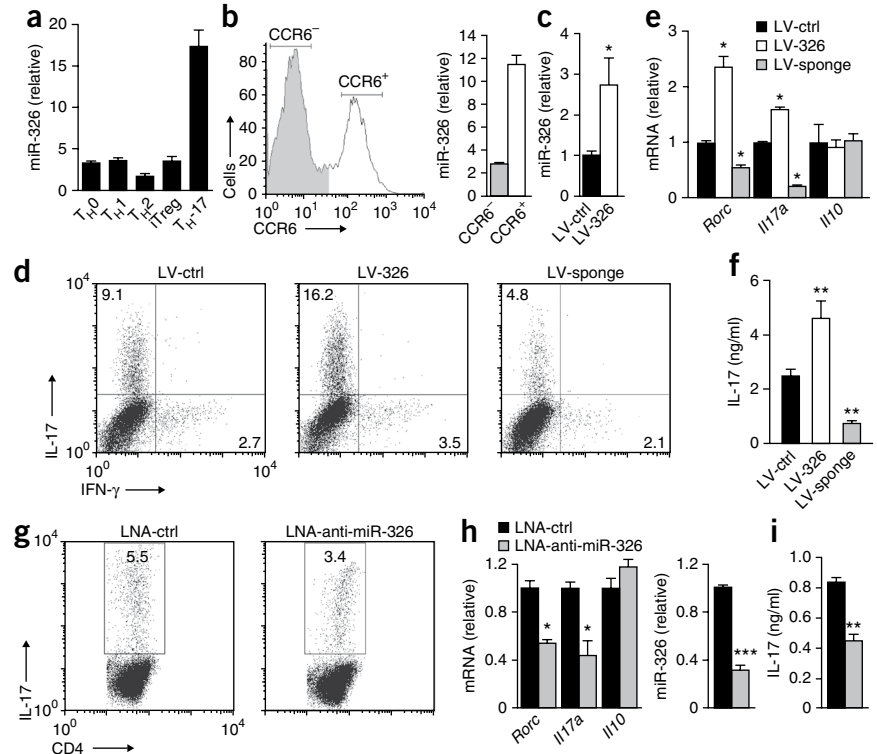 a
miR-326 (relative)
25
20
15
10
5
0
TH0
TH1
TH2
iTreg
TH-17
b
CCR6–
CCR6+
Cells
80
60
40
20
0
10^0
10^1
10^2
10^3
10^4
CCR6
miR-326 (relative)
14
12
10
8
6
4
2
0
CCR6–
CCR6+
c
miR-326 (relative)
4
3
2
1
0
*
LV-ctrl
LV-326
e
LV-ctrl
LV-326
LV-sponge
mRNA (relative)
3
2
1
0
* * * *
Rorc
Il17a
Il10
d
LV-ctrl
LV-326
LV-sponge
10^4
9.1
16.2
4.8
IL-17
10^0
2.7
3.5
2.1
10^0
10^4
IFN-γ
f
IL-17 (ng/ml)
6
4
2
0
** **
LV-ctrl
LV-326
LV-sponge
g
LNA-ctrl
LNA-anti-miR-326
10^4
5.5
3.4
IL-17
10^0
10^0
10^4
CD4
h
LNA-ctrl
LNA-anti-miR-326
mRNA (relative)
1.2
0.8
0.4
0
* *
Rorc
Il17a
Il10
miR-326 (relative)
1.2
0.8
0.4
0
***
i
IL-17 (ng/ml)
1.0
0.8
0.6
0.4
0.2
0
**